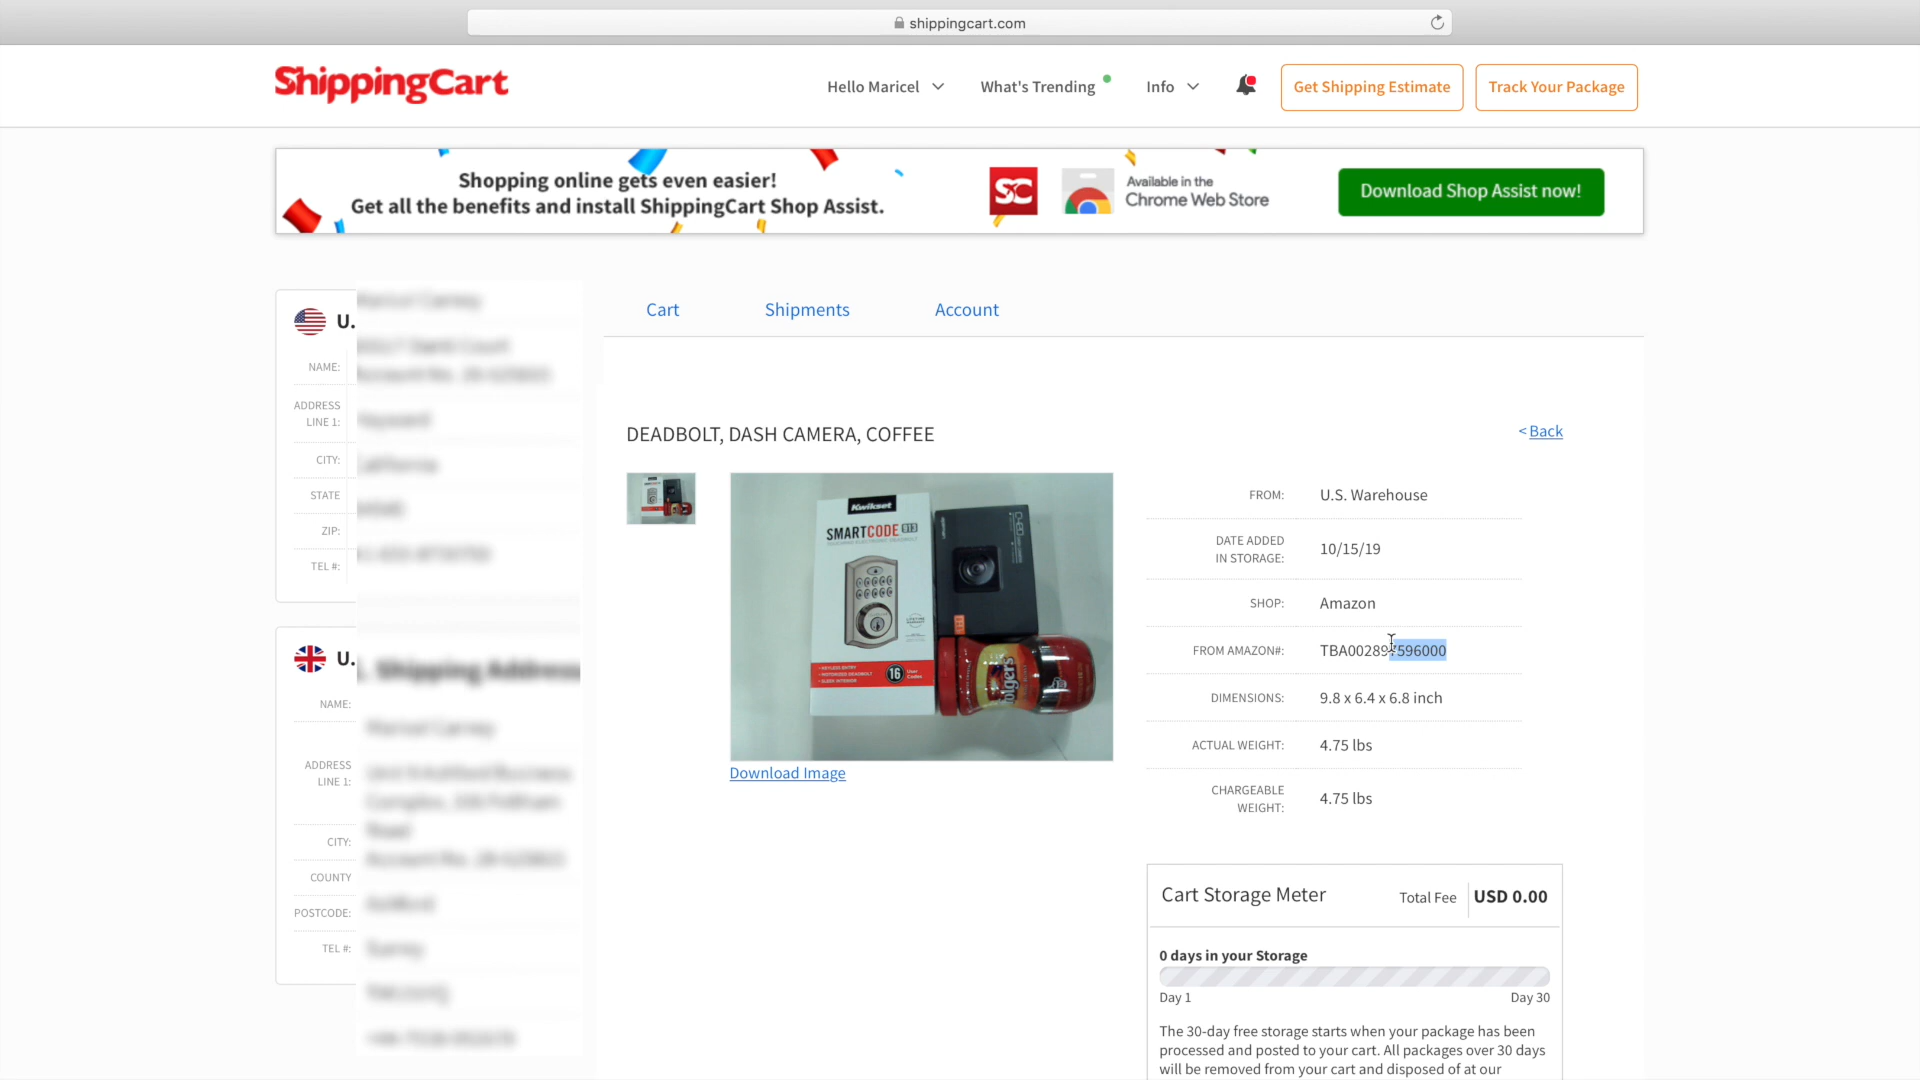 shippingcart.com
ShippingCart
Hello Maricel
What's Trending
Info
Get Shipping Estimate
Track Your Package
Shopping online gets even easier!
Get all the benefits and install ShippingCart Shop Assist.
SC
Available in the
Chrome Web Store
Download Shop Assist now!
Cart
Shipments
Account
U.
NAME:
ADDRESS
LINE 1:
CITY:
STATE
ZIP:
TEL #:
U.
NAME:
ADDRESS
LINE 1:
CITY:
COUNTY
POSTCODE:
TEL #:
DEADBOLT, DASH CAMERA, COFFEE
< Back
Kwikset
SMARTCODE 913
16
Download Image
FROM: U.S. Warehouse
DATE ADDED
IN STORAGE: 10/15/19
SHOP: Amazon
FROM AMAZON#: TBA002897596000
DIMENSIONS: 9.8 x 6.4 x 6.8 inch
ACTUAL WEIGHT: 4.75 lbs
CHARGEABLE
WEIGHT: 4.75 lbs
Cart Storage Meter
Total Fee
USD 0.00
0 days in your Storage
Day 1
Day 30
The 30-day free storage starts when your package has been
processed and posted to your cart. All packages over 30 days
will be removed from your cart and disposed of at our